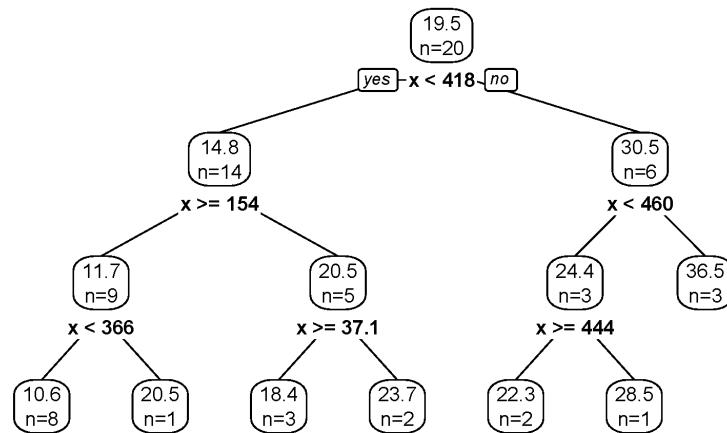 19.5
n=20
yes x < 418 no
14.8
n=14
30.5
n=6
x >= 154
x < 460
11.7
n=9
20.5
n=5
24.4
n=3
36.5
n=3
x < 366
x >= 37.1
x >= 444
10.6
n=8
20.5
n=1
18.4
n=3
23.7
n=2
22.3
n=2
28.5
n=1